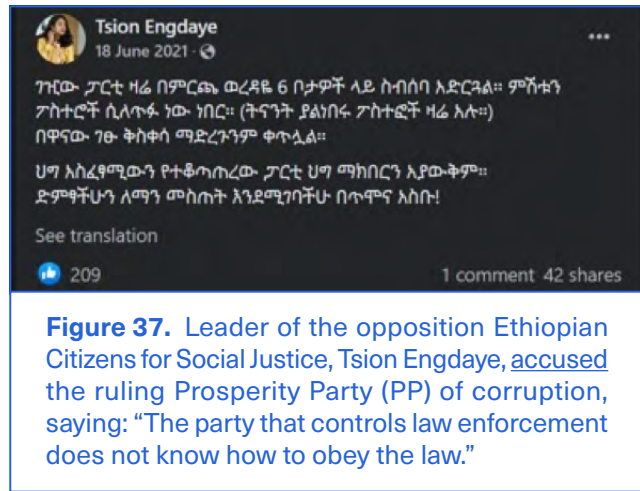 Tsion Engdaye
18 June 2021
ገዢው ፓርቲ ዛሬ በምርጫ ወረዳዬ 6 ቦታዎች ላይ ስብሰባ አድርጓል። ምሽቱን
ፖስተሮች ሲለጥፉ ነው ነበር። (ትናንት ያልነበሩ ፖስተሮች ዛሬ አሉ።)
በዋናው ገፁ ቅስቀሳ ማድረጉንም ቀጥሏል።
ህግ አስፈፃሚውን የተቆጣጠረው ፓርቲ ህግ ማክበርን አያውቅም።
ድምፃችሁን ለማን መስጠት እንደሚገባችሁ በጥሞና አስቡ!
See translation
209
1 comment 42 shares
Figure 37. Leader of the opposition Ethiopian
Citizens for Social Justice, Tsion Engdaye, accused
the ruling Prosperity Party (PP) of corruption,
saying: “The party that controls law enforcement
does not know how to obey the law.”